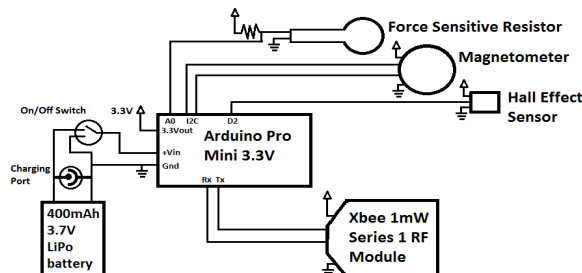 Force Sensitive Resistor
Magnetometer
Hall Effect
Sensor
On/Off Switch
3.3V
A0 I2C D2
3.3Vout
Arduino Pro
Mini 3.3V
+Vin
Gnd
Rx Tx
Charging
Port
400mAh
3.7V
LiPo
battery
Xbee 1mW
Series 1 RF
Module